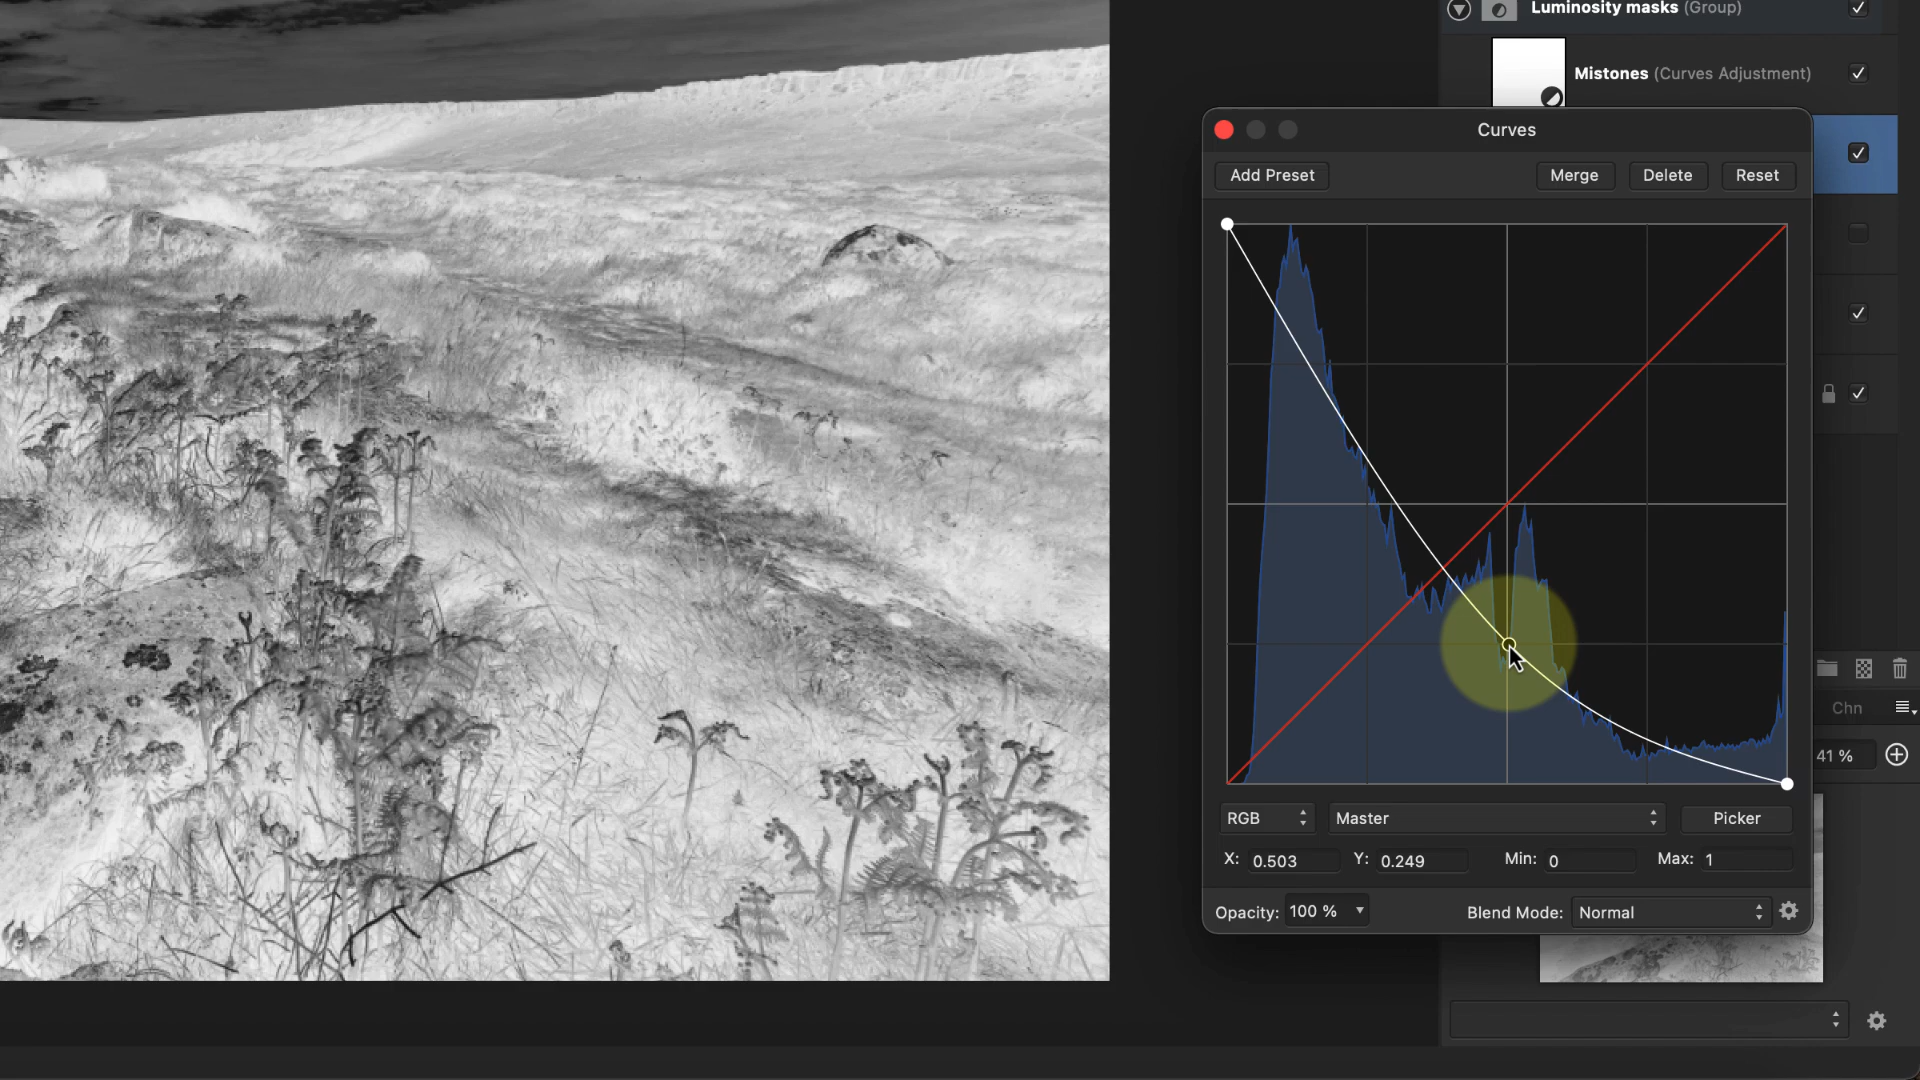 Luminosity masks (Group)
Mistones (Curves Adjustment)
Curves
Add Preset
Merge
Delete
Reset
RGB
Master
Picker
X: 0.503
Y: 0.249
Min: 0
Max: 1
Opacity: 100 %
Blend Mode: Normal
Chn
41 %